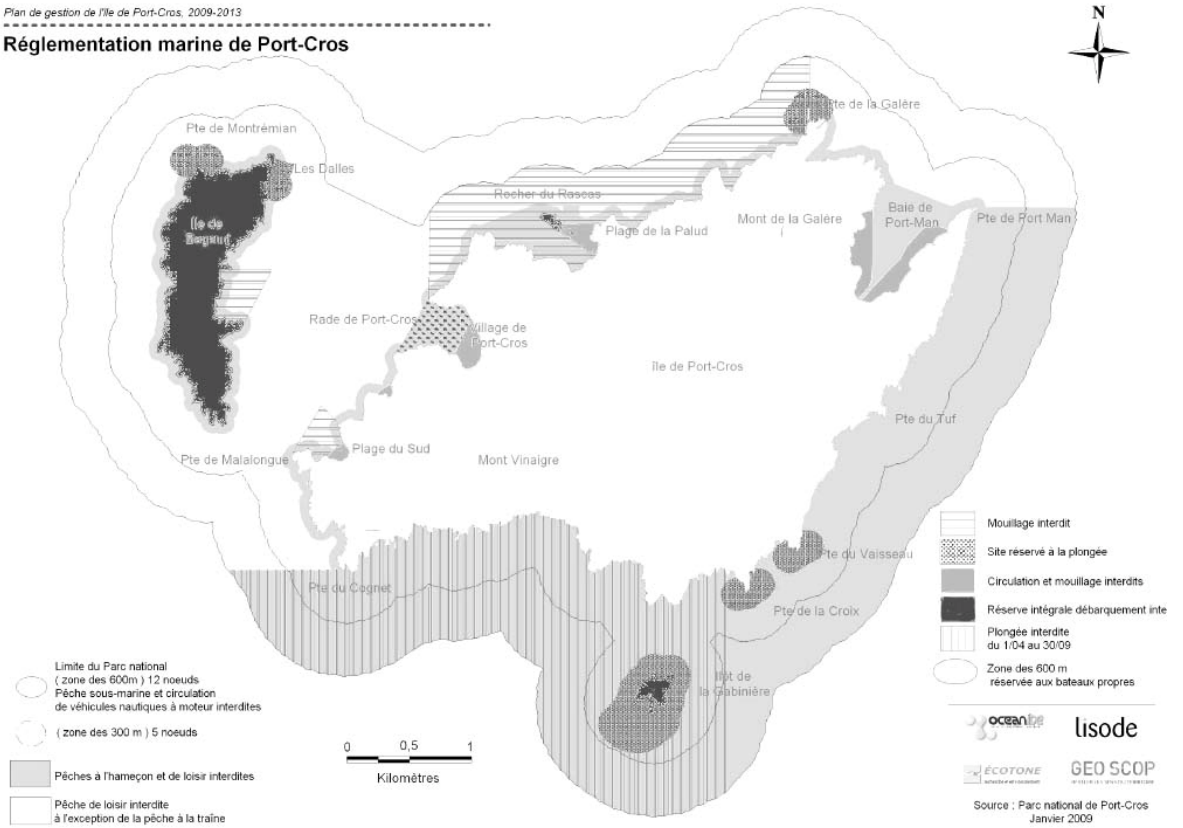 Plan de gestion de l'île de Port-Cros, 2009-2013
Réglementation marine de Port-Cros
N
Pte de Montrémian
Les Dalles
Île de
Bagaud
Pte de la Galère
Rocher du Rascas
Plage de la Palud
Mont de la Galère
Baie de
Port-Man
Pte de Port Man
Rade de Port-Cros
Village de
Port-Cros
île de Port-Cros
Pte du Tuf
Plage du Sud
Pte de Malalongue
Mont Vinaigre
Pte du Vaisseau
Pte du Cognet
Pte de la Croix
Ilôt de
la Gabinière
Mouillage interdit
Site réservé à la plongée
Circulation et mouillage interdits
Réserve intégrale débarquement inte
Plongée interdite
du 1/04 au 30/09
Zone des 600 m
réservée aux bateaux propres
Limite du Parc national
( zone des 600m ) 12 noeuds
Pêche sous-marine et circulation
de véhicules nautiques à moteur interdites
( zone des 300 m ) 5 noeuds
Pêches à l'hameçon et de loisir interdites
Pêche de loisir interdite
à l'exception de la pêche à la traîne
0 0,5 1
Kilomètres
lisode
ÉCOTONE
GEO SCOP
Source : Parc national de Port-Cros
Janvier 2009